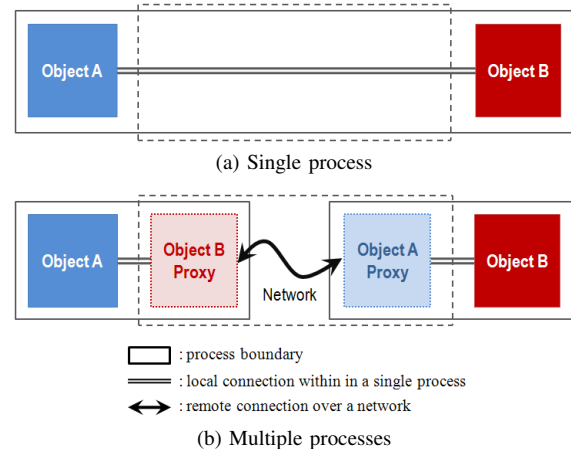 Object A
Object B
(a) Single process
Object A
Object B
Proxy
Network
Object A
Proxy
Object B
: process boundary
: local connection within in a single process
: remote connection over a network
(b) Multiple processes